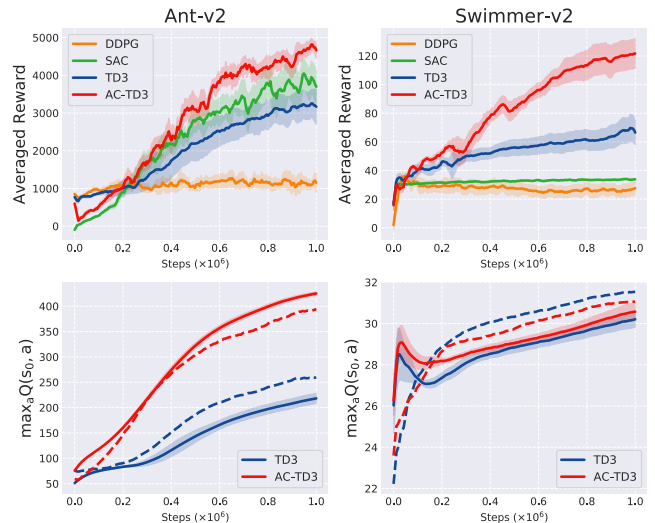 Ant-v2
Swimmer-v2
Averaged Reward
5000
4000
3000
2000
1000
0
DDPG
SAC
TD3
AC-TD3
0.0 0.2 0.4 0.6 0.8 1.0
Steps (×10⁶)
Averaged Reward
120
100
80
60
40
20
0
DDPG
SAC
TD3
AC-TD3
0.0 0.2 0.4 0.6 0.8 1.0
Steps (×10⁶)
maxₐQ(s₀, a)
400
350
300
250
200
150
100
50
TD3
AC-TD3
0.0 0.2 0.4 0.6 0.8 1.0
Steps (×10⁶)
maxₐQ(s₀, a)
32
30
28
26
24
22
TD3
AC-TD3
0.0 0.2 0.4 0.6 0.8 1.0
Steps (×10⁶)